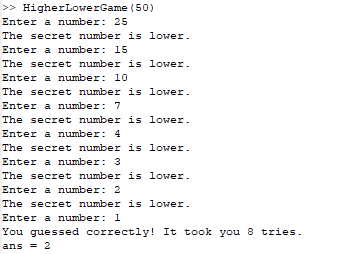 >> HigherLowerGame(50)
Enter a number: 25
The secret number is lower.
Enter a number: 15
The secret number is lower.
Enter a number: 10
The secret number is lower.
Enter a number: 7
The secret number is lower.
Enter a number: 4
The secret number is lower.
Enter a number: 3
The secret number is lower.
Enter a number: 2
The secret number is lower.
Enter a number: 1
You guessed correctly! It took you 8 tries.
ans = 2